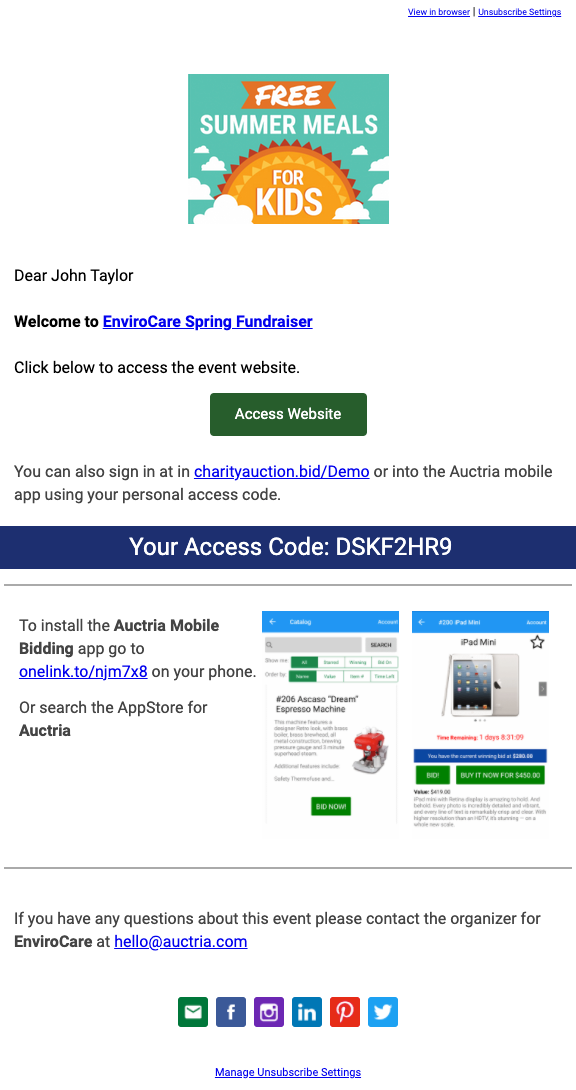 View in browser | Unsubscribe Settings
FREE
SUMMER MEALS
FOR
KIDS
Dear John Taylor
Welcome to EnviroCare Spring Fundraiser
Click below to access the event website.
Access Website
You can also sign in at in charityauction.bid/Demo or into the Auctria mobile
app using your personal access code.
Your Access Code: DSKF2HR9
To install the Auctria Mobile
Bidding app go to
onelink.to/njm7x8 on your phone.
Or search the AppStore for
Auctria
Catalog
Account
SEARCH
Show me: All Earned Winning Bid On
Order by: Name Value Item # Time Left
#206 Ascaso "Dream"
Espresso Machine
This machine features a
designer Retro look, with brass
boiler, brass brewhead, all
metal construction, brewing
pressure gauge and 3 minute
superhead steam.
Additional features include.
Safety Thermofuse and...
BID NOW!
#200 iPad Mini
Account
iPad Mini
Time Remaining: 1 days 8:31:09
You have the current winning bid at $280.00
BID!
BUY IT NOW FOR $450.00
Value: $419.00
iPad mini with Retina display is amazing to hold. And
behold. Every photo is incredibly detailed and vibrant,
and every line of text is remarkably crisp and clear. With
higher resolution than an HDTV, it's stunning — on a
whole new scale.
If you have any questions about this event please contact the organizer for
EnviroCare at hello@auctria.com
Manage Unsubscribe Settings